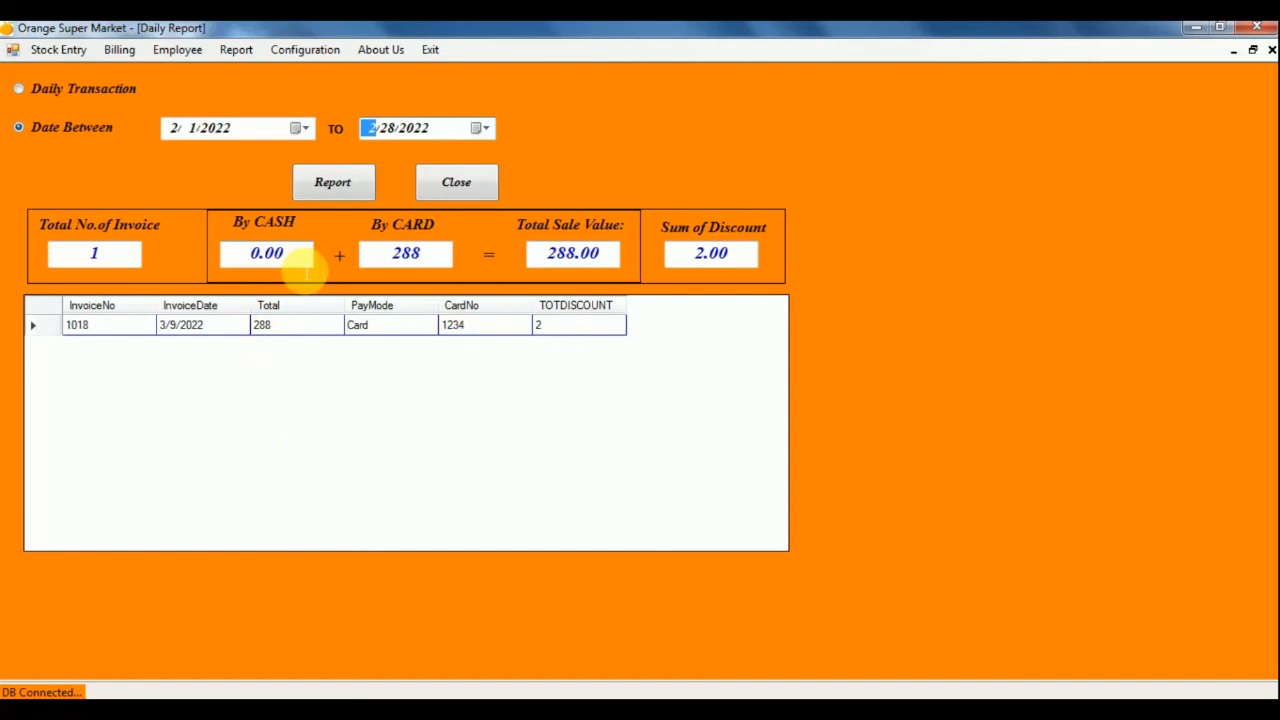 Orange Super Market - [Daily Report]
Stock Entry Billing Employee Report Configuration About Us Exit
Daily Transaction
Date Between 2/ 1/2022 TO 2/28/2022
Report Close
Total No.of Invoice By CASH By CARD Total Sale Value: Sum of Discount
1 0.00 + 288 = 288.00 2.00
InvoiceNo InvoiceDate Total PayMode CardNo TOTDISCOUNT
1018 3/9/2022 288 Card 1234 2
DB Connected...